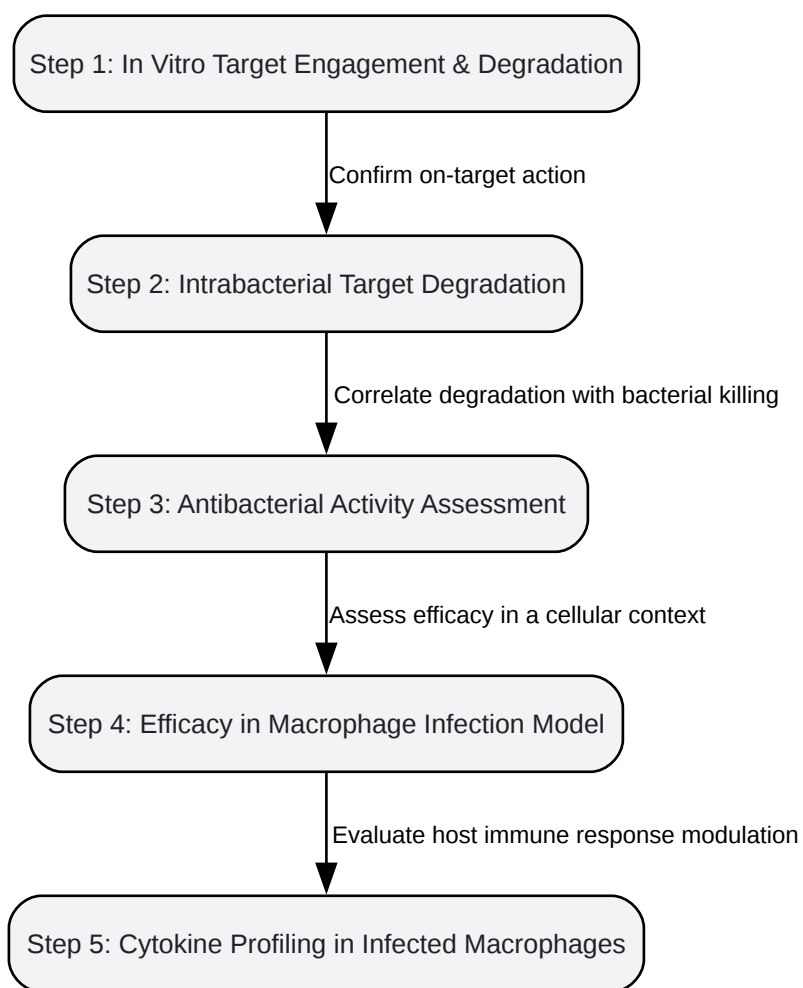 Step 1: In Vitro Target Engagement & Degradation
Confirm on-target action
Step 2: Intrabacterial Target Degradation
Correlate degradation with bacterial killing
Step 3: Antibacterial Activity Assessment
Assess efficacy in a cellular context
Step 4: Efficacy in Macrophage Infection Model
Evaluate host immune response modulation
Step 5: Cytokine Profiling in Infected Macrophages